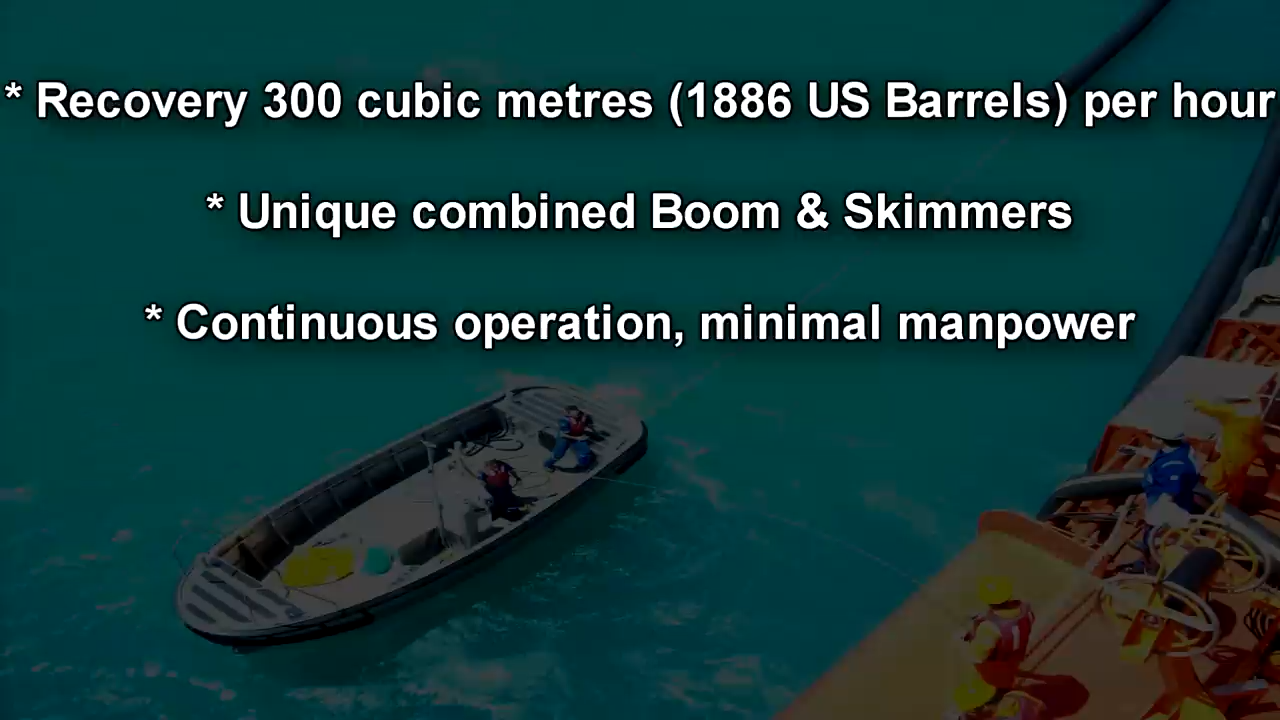 * Recovery 300 cubic metres (1886 US Barrels) per hour
* Unique combined Boom & Skimmers
* Continuous operation, minimal manpower